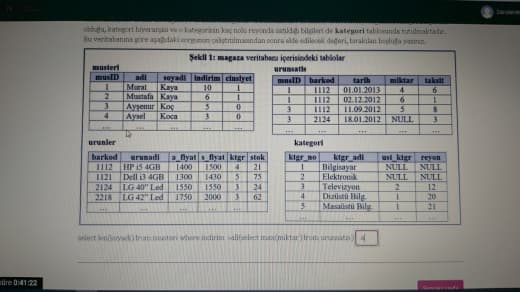 olduğu, kategori hiyerarşisi ve o kategorinin kaç nolu reyonda satıldığı bilgileri de kategori tablosunda tutulmaktadır.
Bu veritabanına göre aşağıdaki sorgunun çalıştırılmasından sonra elde edilecek değeri, bırakılan boşluğa yazınız.
Şekil 1: magaza veritabanı içerisindeki tablolar
musteri
musID adi soyadi indirim cinsiyet
1 Murat Kaya 10 1
2 Mustafa Kaya 6 1
3 Ayşenur Koç 5 0
4 Aysel Koca 3 0
... ... ... ... ...
urunsatis
musID barkod tarih miktar taksit
1 1112 01.01.2013 4 6
1 1112 02.12.2012 6 1
3 1112 11.09.2012 5 8
3 2124 18.01.2012 NULL 3
... ... ... ... ...
urunler
barkod urunadi a_fiyat s_fiyat ktgr stok
1112 HP i5 4GB 1400 1500 4 21
1121 Dell i3 4GB 1300 1430 5 75
2124 LG 40" Led 1550 1550 3 24
2218 LG 42" Led 1750 2000 3 62
... ... ... ... ... ...
kategori
ktgr_no ktgr_adi ust_ktgr reyon
1 Bilgisayar NULL NULL
2 Elektronik NULL NULL
3 Televizyon 2 12
4 Dizüstü Bilg. 1 20
5 Masaüstü Bilg. 1 21
... ... ... ...
select len(soyadi) from musteri where indirim >all(select max(miktar) from urunsatis)
süre 0:41:22